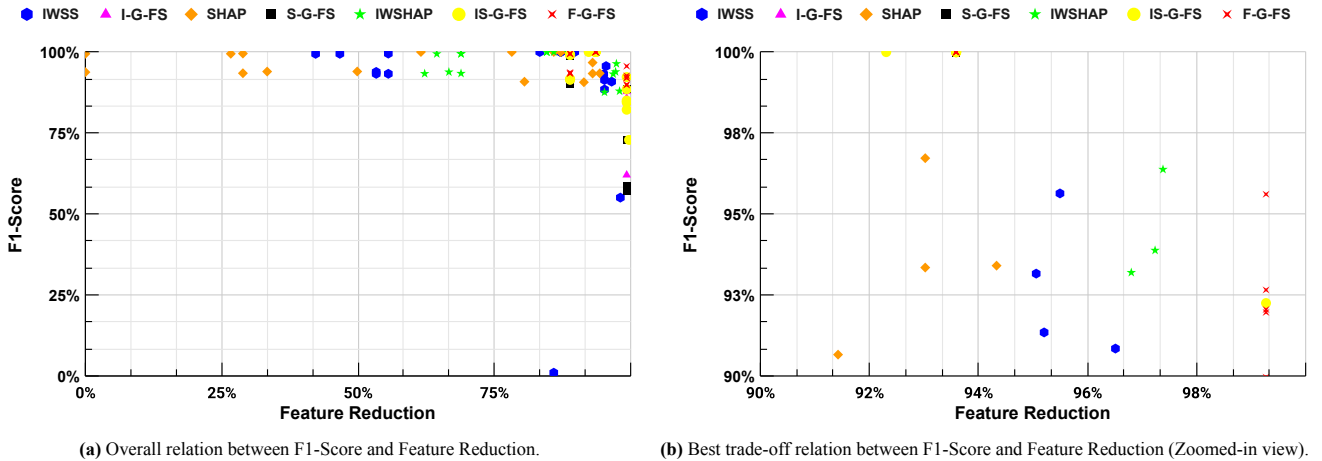 IWSS I-G-FS SHAP S-G-FS IWSHAP IS-G-FS F-G-FS
100%
75%
50%
25%
0%
F1-Score
0% 25% 50% 75%
Feature Reduction
(a) Overall relation between F1-Score and Feature Reduction.
IWSS I-G-FS SHAP S-G-FS IWSHAP IS-G-FS F-G-FS
100%
98%
95%
93%
90%
F1-Score
90% 92% 94% 96% 98%
Feature Reduction
(b) Best trade-off relation between F1-Score and Feature Reduction (Zoomed-in view).